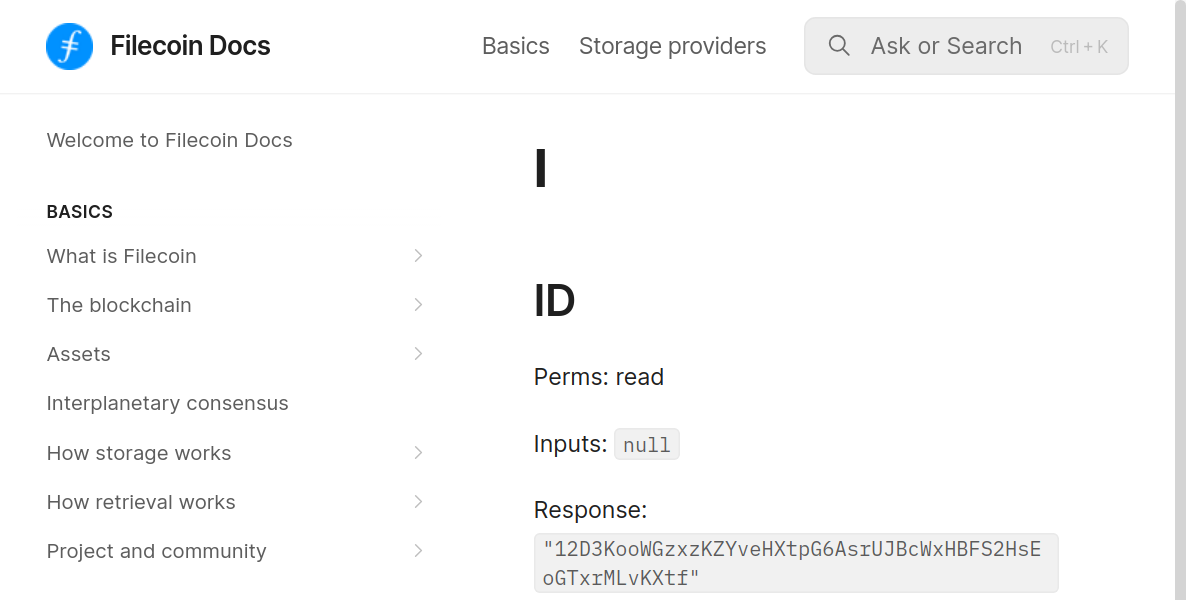 Filecoin Docs
Basics
Storage providers
Ask or Search
Ctrl + K
Welcome to Filecoin Docs
BASICS
What is Filecoin
The blockchain
Assets
Interplanetary consensus
How storage works
How retrieval works
Project and community
I
ID
Perms: read
Inputs: null
Response:
"12D3KooWGzxzKZYveHXtpG6AsrUJBcWxHBFS2HsE
oGTxrMLvKXtf"